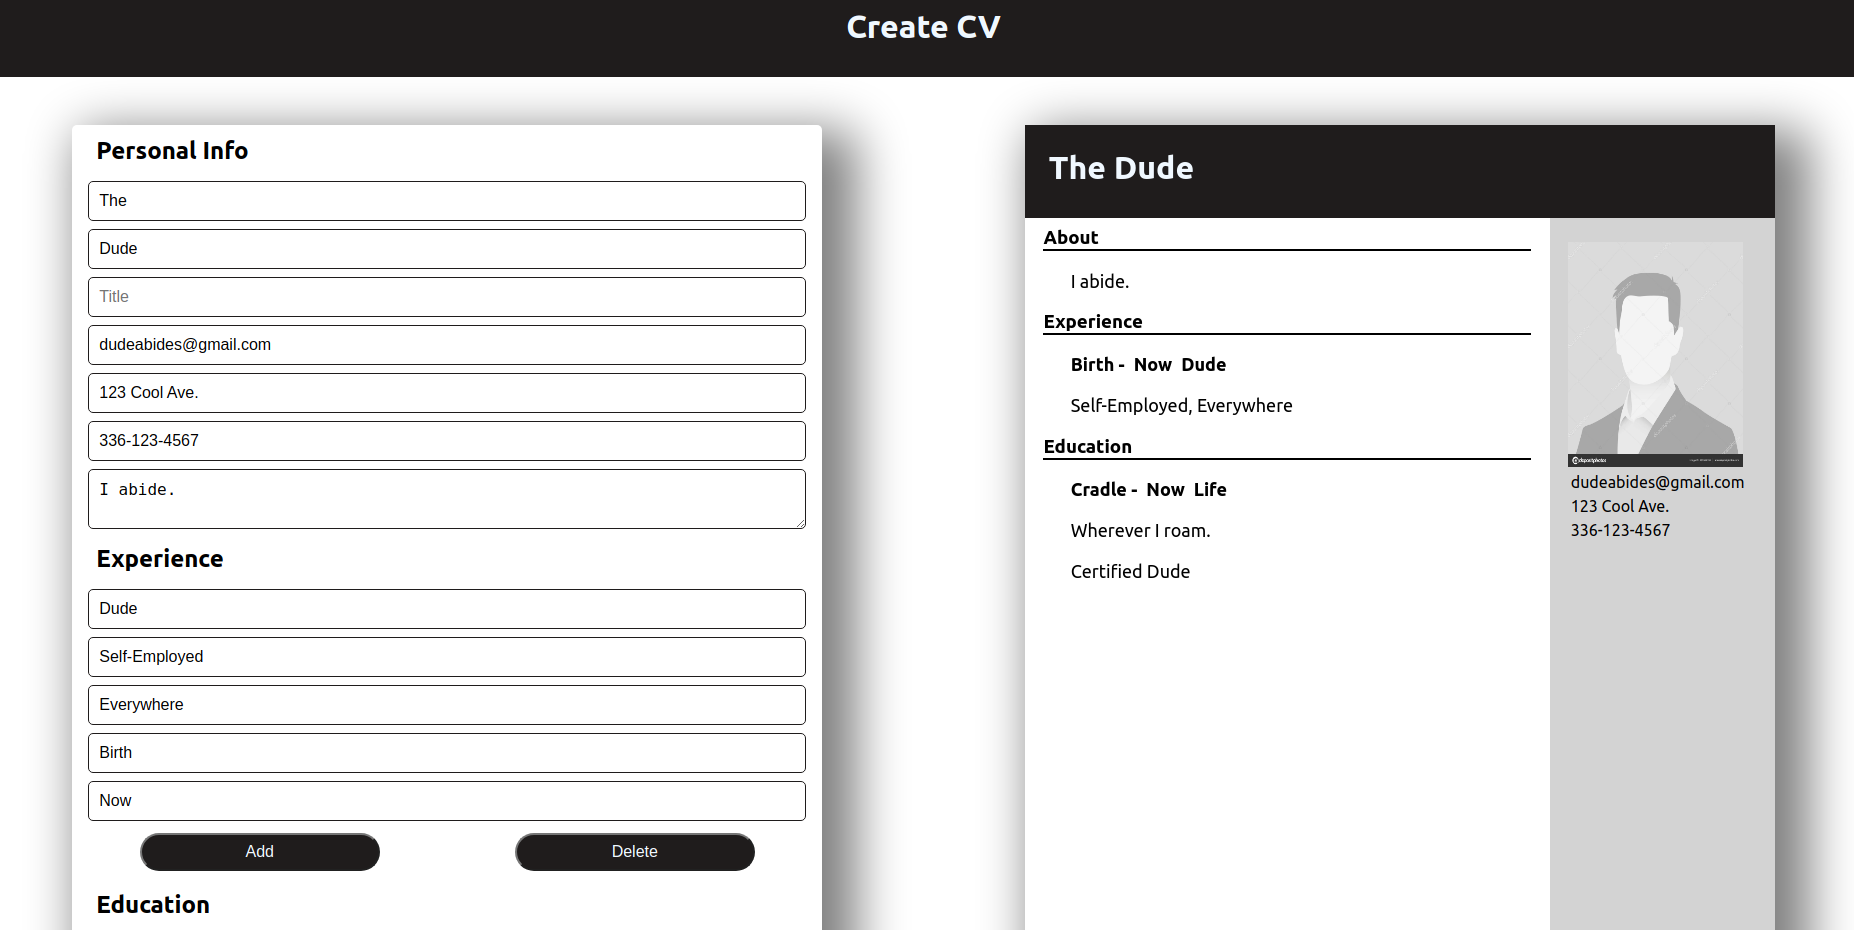 Create CV
Personal Info
The
Dude
Title
dudeabides@gmail.com
123 Cool Ave.
336-123-4567
I abide.
Experience
Dude
Self-Employed
Everywhere
Birth
Now
Add Delete
Education
The Dude
About
I abide.
Experience
Birth - Now Dude
Self-Employed, Everywhere
Education
Cradle - Now Life
Wherever I roam.
Certified Dude
depositphotos
dudeabides@gmail.com
123 Cool Ave.
336-123-4567